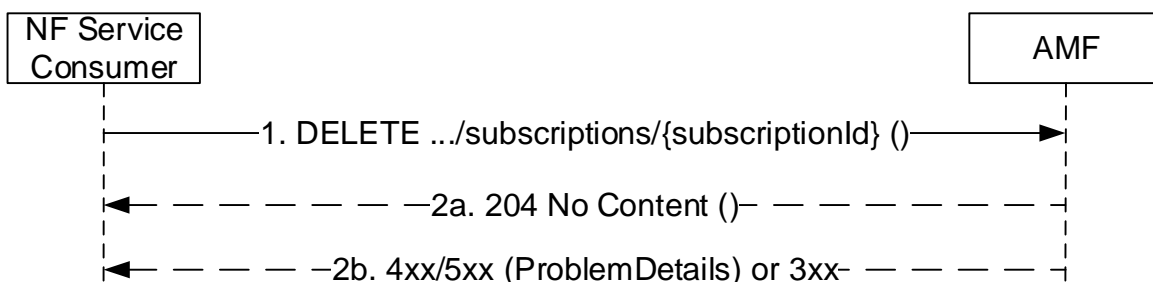 NF Service
Consumer
AMF
1. DELETE .../subscriptions/{subscriptionId} ()
2a. 204 No Content ()
2b. 4xx/5xx (ProblemDetails) or 3xx